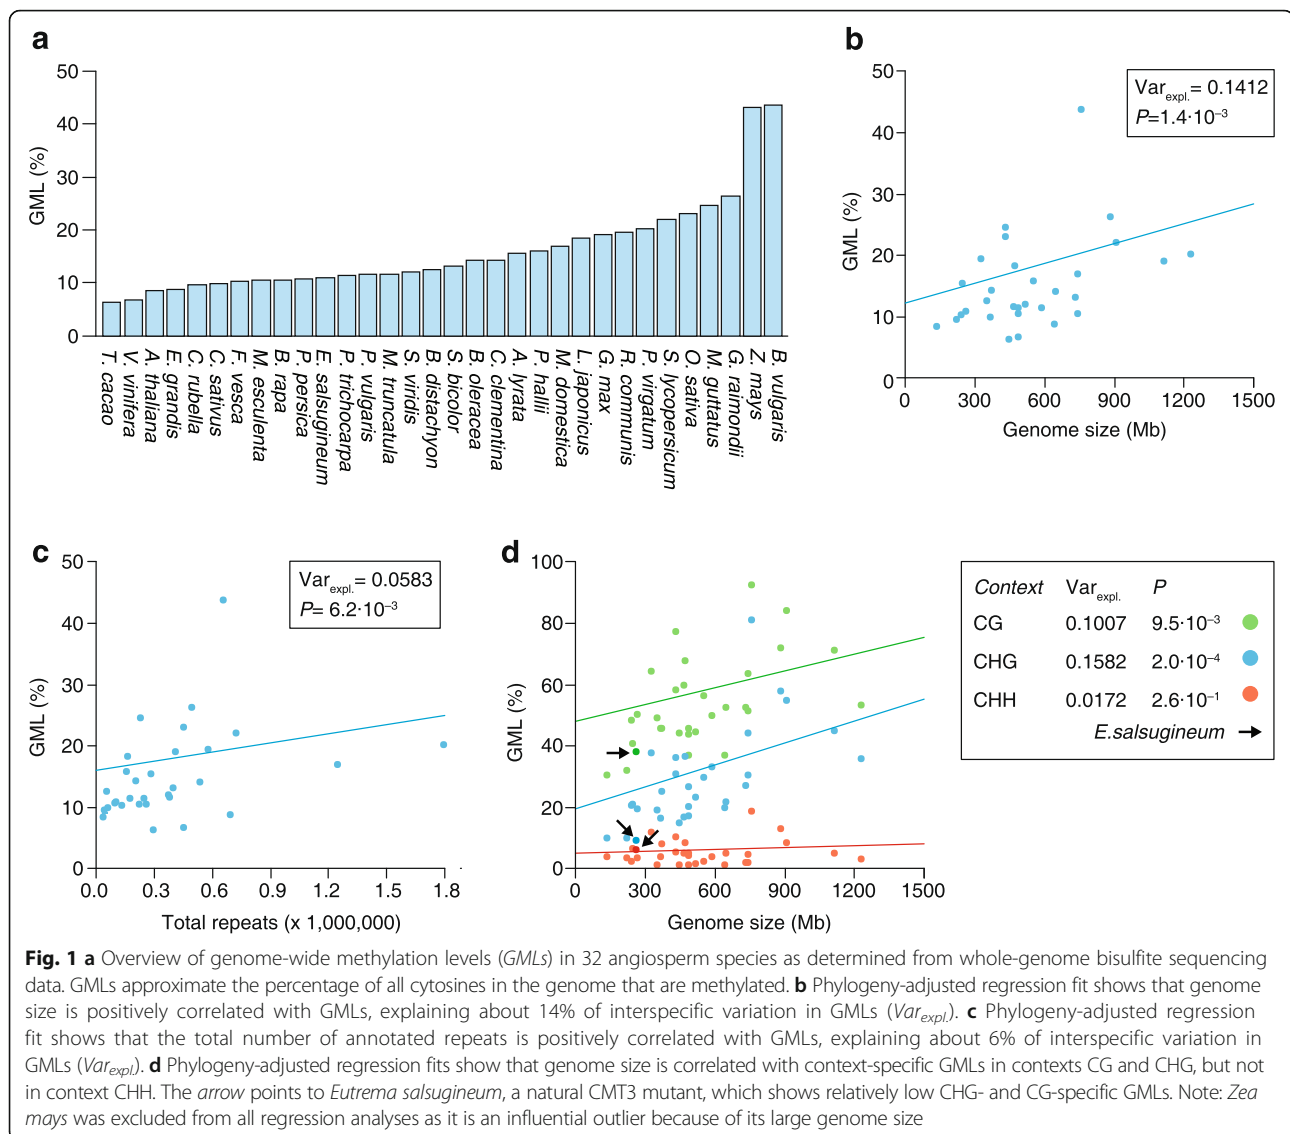 a
50
40
30
20
10
0
GML (%)
T. cacao
V. vinifera
A. thaliana
E. grandis
C. rubella
C. sativus
F. vesca
M. esculenta
B. rapa
P. persica
E. salsugineum
P. trichocarpa
P. vulgaris
M. truncatula
S. viridis
B. distachyon
S. bicolor
B. oleracea
C. clementina
A. lyrata
P. hallii
M. domestica
L. japonicus
G. max
R. communis
P. virgatum
S. lycopersicum
O. sativa
M. guttatus
G. raimondii
Z. mays
B. vulgaris
b
Var expl. = 0.1412
P=1.4·10⁻³
50
40
30
20
10
0
GML (%)
0 300 600 900 1200 1500
Genome size (Mb)
c
Var expl. = 0.0583
P= 6.2·10⁻³
50
40
30
20
10
0
GML (%)
0.0 0.3 0.6 0.9 1.2 1.5 1.8
Total repeats (x 1,000,000)
d
100
80
60
40
20
0
GML (%)
0 300 600 900 1200 1500
Genome size (Mb)
Context Var expl. P
CG 0.1007 9.5·10⁻³
CHG 0.1582 2.0·10⁻⁴
CHH 0.0172 2.6·10⁻¹
E.salsugineum
Fig. 1 a Overview of genome-wide methylation levels (GMLs) in 32 angiosperm species as determined from whole-genome bisulfite sequencing
data. GMLs approximate the percentage of all cytosines in the genome that are methylated. b Phylogeny-adjusted regression fit shows that genome
size is positively correlated with GMLs, explaining about 14% of interspecific variation in GMLs (Var expl.). c Phylogeny-adjusted regression
fit shows that the total number of annotated repeats is positively correlated with GMLs, explaining about 6% of interspecific variation in
GMLs (Var expl.). d Phylogeny-adjusted regression fits show that genome size is correlated with context-specific GMLs in contexts CG and CHG, but not
in context CHH. The arrow points to Eutrema salsugineum, a natural CMT3 mutant, which shows relatively low CHG- and CG-specific GMLs. Note: Zea
mays was excluded from all regression analyses as it is an influential outlier because of its large genome size